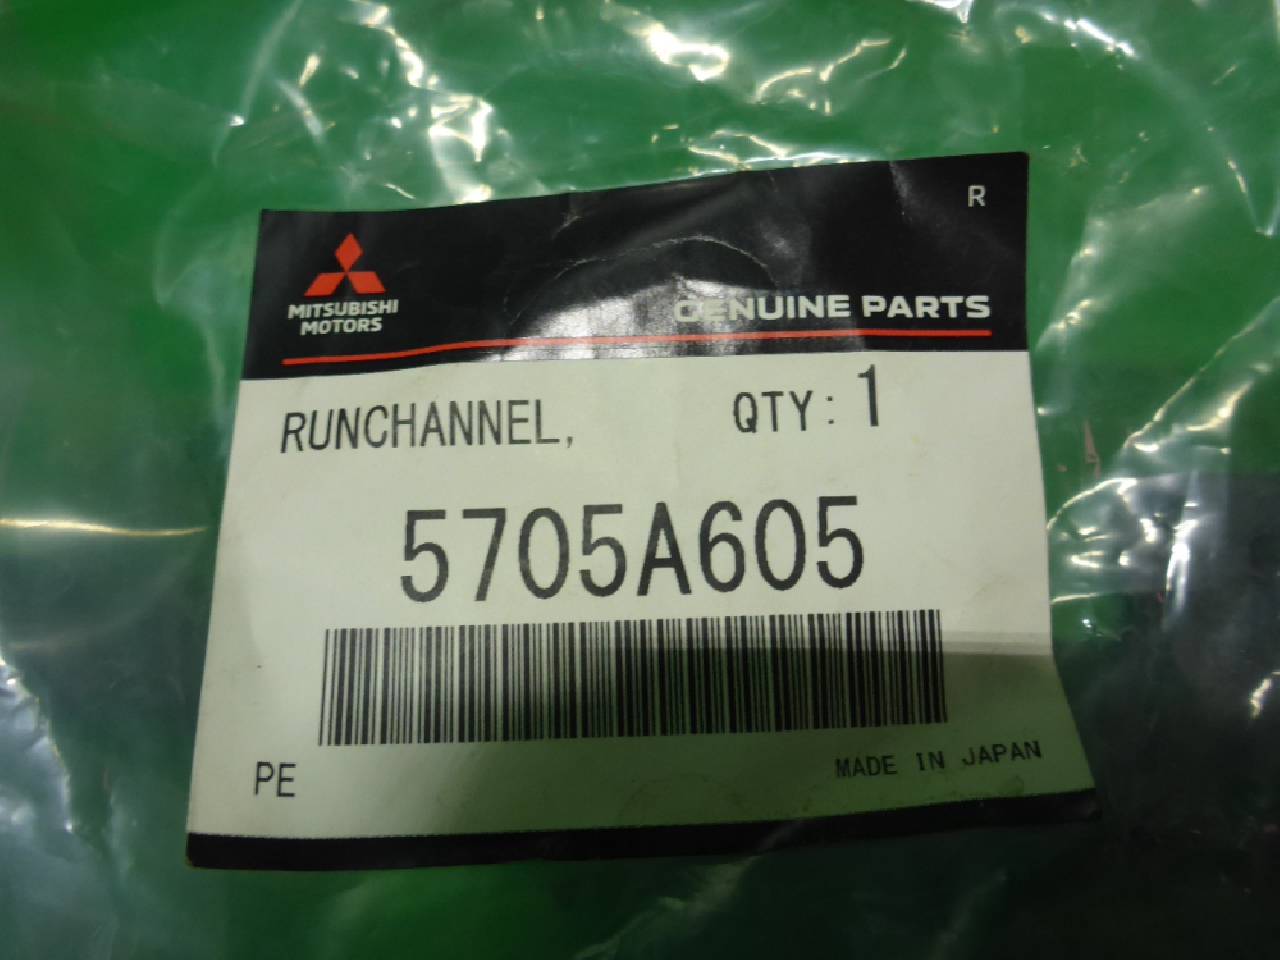 R
MITSUBISHI
MOTORS
GENUINE PARTS
RUNCHANNEL, QTY: 1
5705A605
PE
MADE IN JAPAN